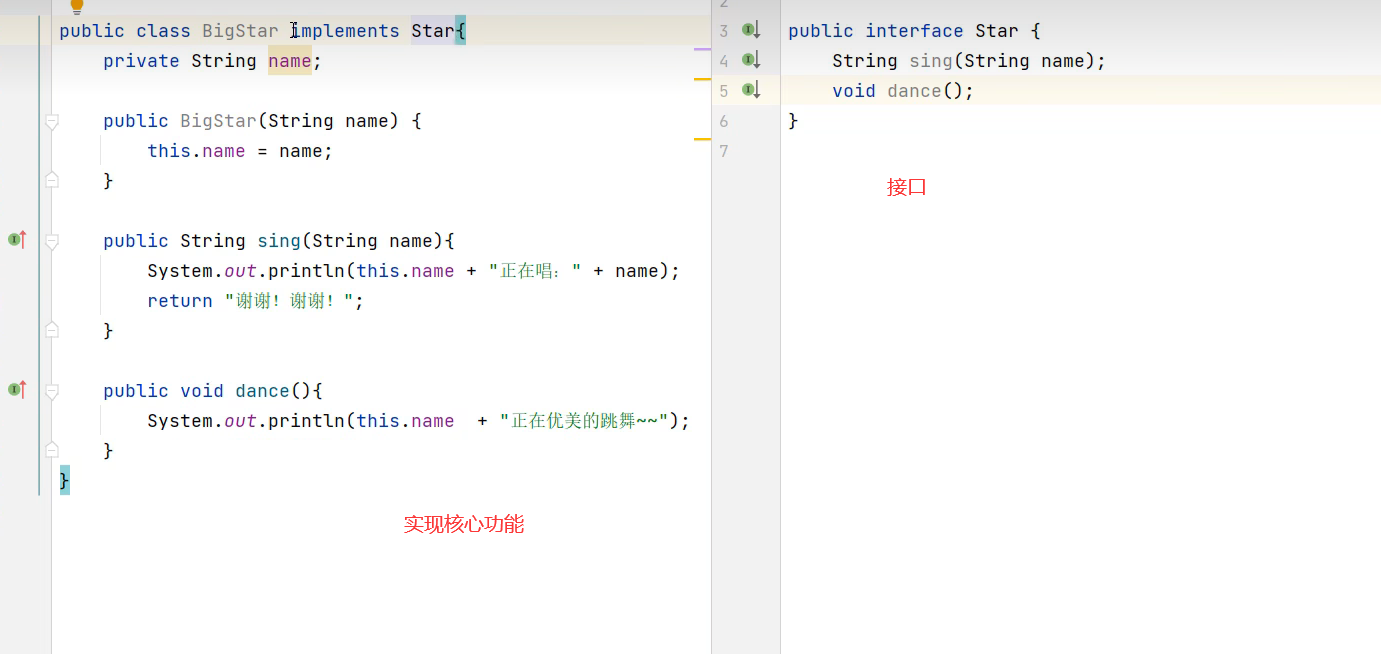 public class BigStar implements Star{
    private String name;
    public BigStar(String name) {
        this.name = name;
    }
    public String sing(String name){
        System.out.println(this.name + "正在唱：" + name);
        return "谢谢！谢谢！";
    }
    public void dance(){
        System.out.println(this.name  + "正在优美的跳舞~~");
    }
}
实现核心功能
2
3 public interface Star {
4     String sing(String name);
5     void dance();
6 }
7
接口